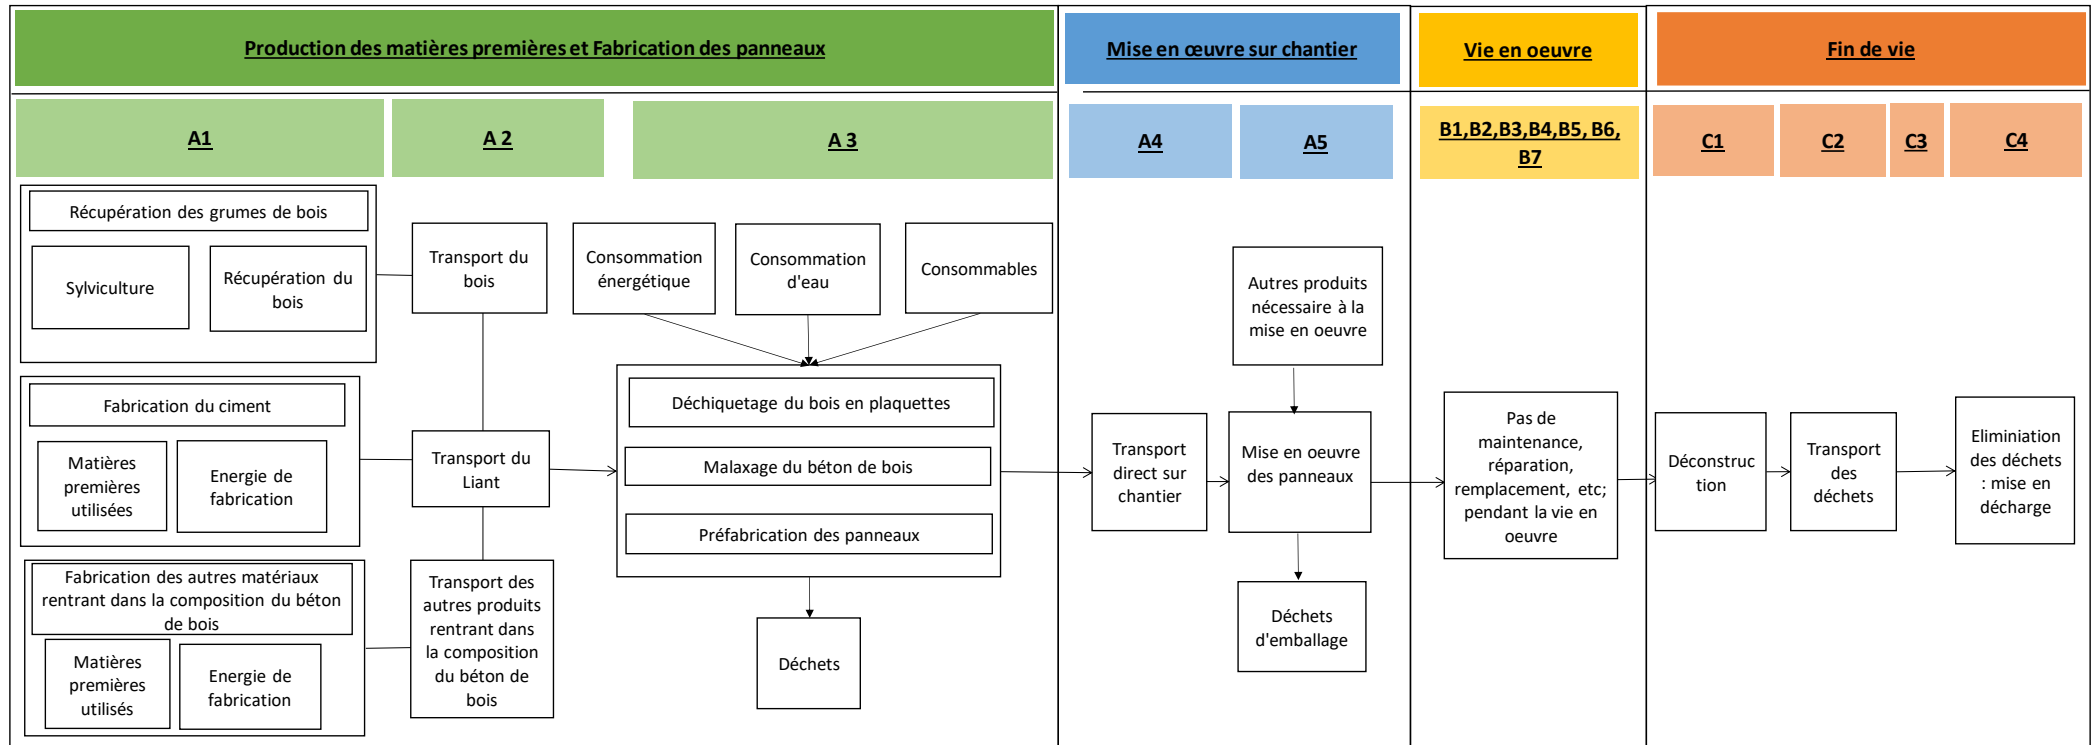 Production des matières premières et Fabrication des panneaux
Mise en œuvre sur chantier
Vie en oeuvre
Fin de vie
A1
A 2
A 3
A4
A5
B1,B2,B3,B4,B5, B6,
B7
C1
C2
C3
C4
Récupération des grumes de bois
Sylviculture
Récupération du
bois
Transport du
bois
Consommation
énergétique
Consommation
d'eau
Consommables
Autres produits
nécessaire à la
mise en oeuvre
Fabrication du ciment
Matières
premières
utilisées
Energie de
fabrication
Transport du
Liant
Déchiquetage du bois en plaquettes
Malaxage du béton de bois
Préfabrication des panneaux
Transport
direct sur
chantier
Mise en oeuvre
des panneaux
Pas de
maintenance,
réparation,
remplacement, etc;
pendant la vie en
oeuvre
Déconstruc
tion
Transport
des
déchets
Eliminiation
des déchets
: mise en
décharge
Fabrication des autres matériaux
rentrant dans la composition du béton
de bois
Matières
premières
utilisés
Energie de
fabrication
Transport des
autres produits
rentrant dans
la composition
du béton de
bois
Déchets
Déchets
d'emballage